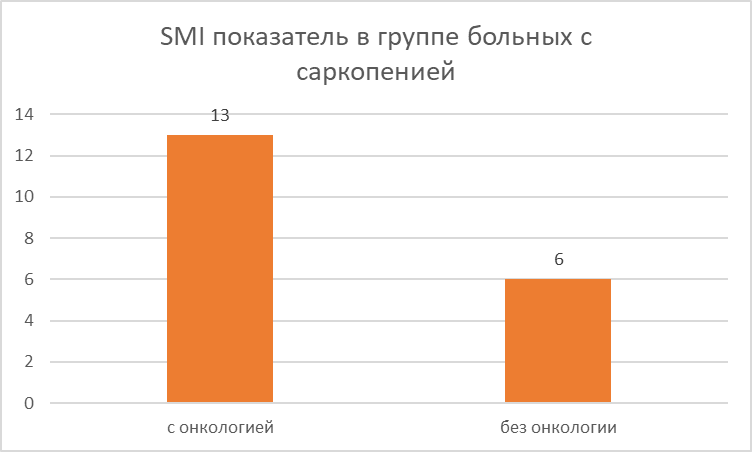 SMI показатель в группе больных с
саркопенией
14
12
10
8
6
4
2
0
13
6
с онкологией
без онкологии